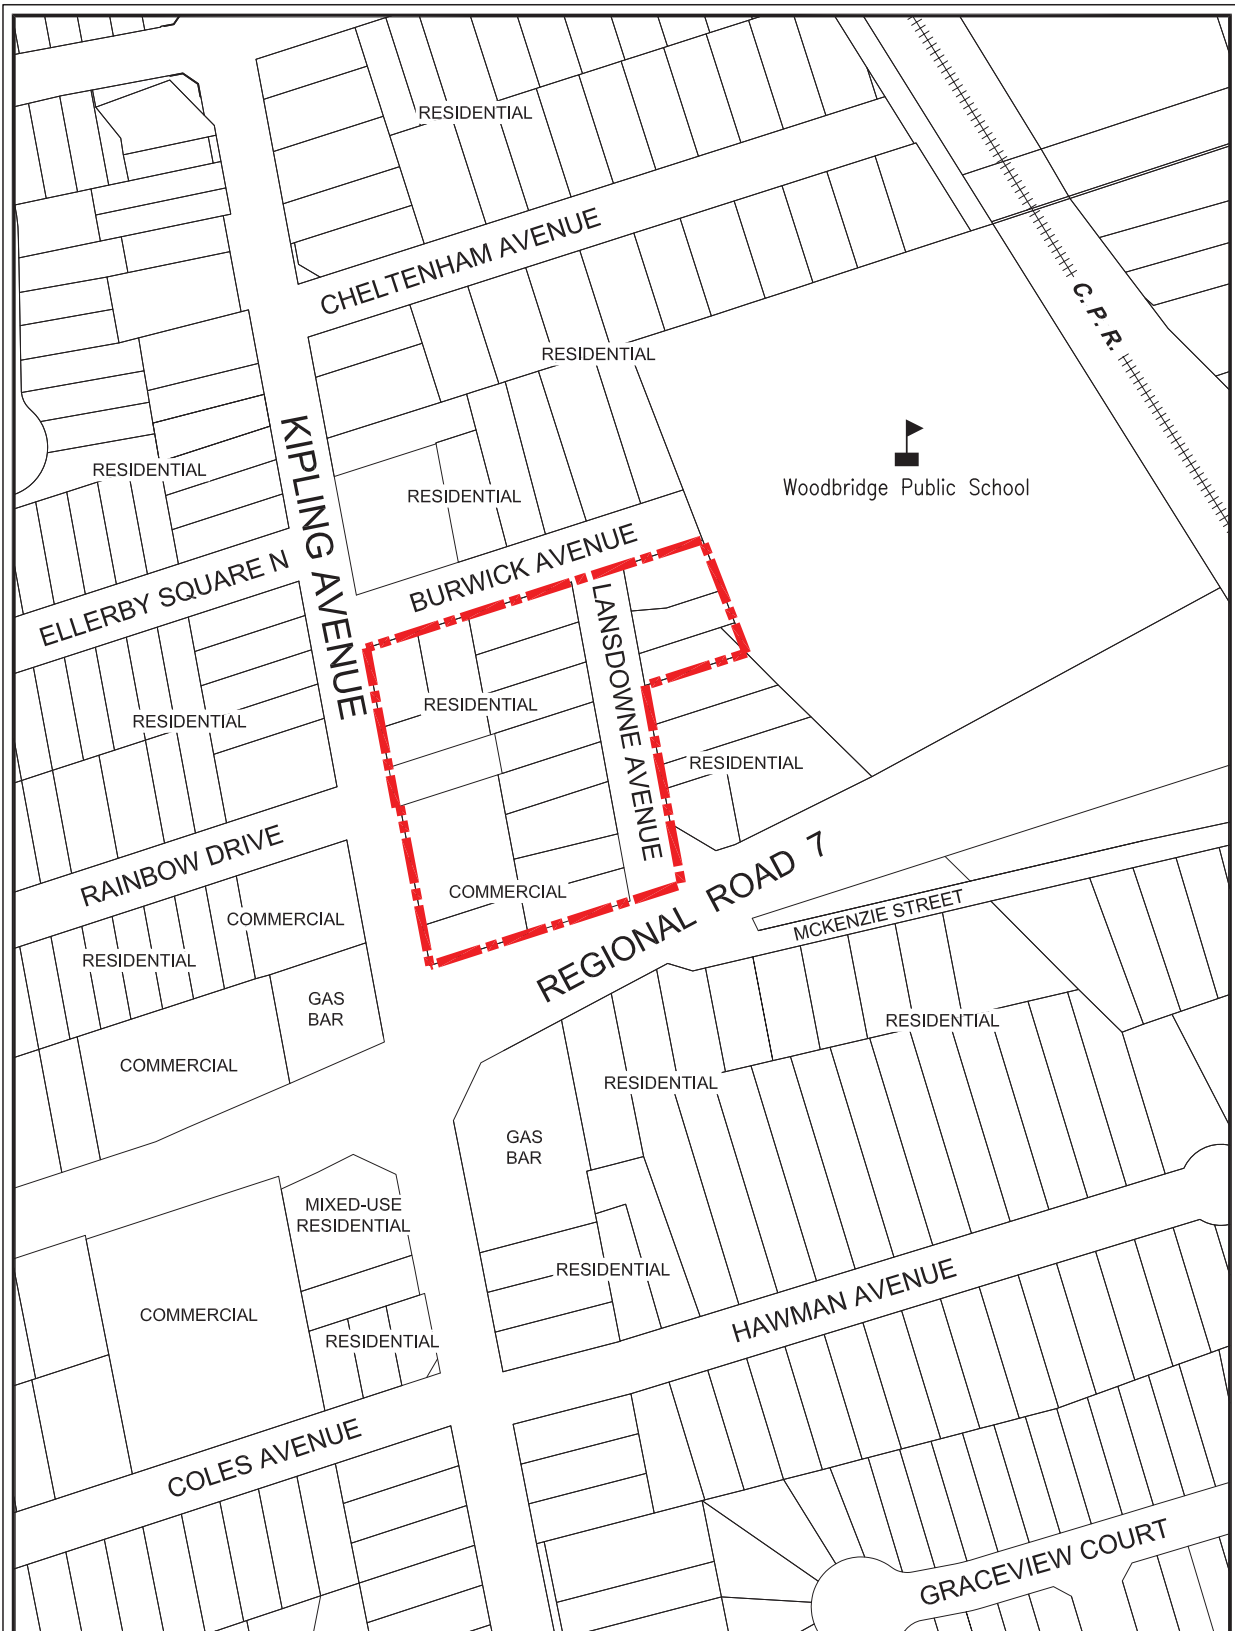 RESIDENTIAL
CHELTENHAM AVENUE
C. P. R.
RESIDENTIAL
KIPLING AVENUE
RESIDENTIAL
RESIDENTIAL
Woodbridge Public School
BURWICK AVENUE
ELLERBY SQUARE N
LANSDOWNE AVENUE
RESIDENTIAL
RESIDENTIAL
RESIDENTIAL
RAINBOW DRIVE
REGIONAL ROAD 7
COMMERCIAL
MCKENZIE STREET
COMMERCIAL
RESIDENTIAL
GAS
BAR
RESIDENTIAL
COMMERCIAL
RESIDENTIAL
GAS
BAR
MIXED-USE
RESIDENTIAL
RESIDENTIAL
COMMERCIAL
HAWMAN AVENUE
RESIDENTIAL
COLES AVENUE
GRACEVIEW COURT